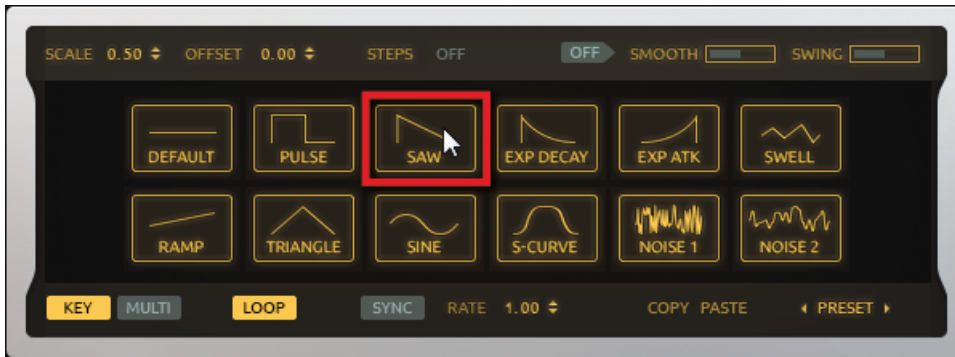 SCALE 0.50 OFFSET 0.00 STEPS OFF OFF SMOOTH SWING
DEFAULT PULSE SAW EXP DECAY EXP ATK SWELL
RAMP TRIANGLE SINE S-CURVE NOISE 1 NOISE 2
KEY MULTI LOOP SYNC RATE 1.00 COPY PASTE PRESET